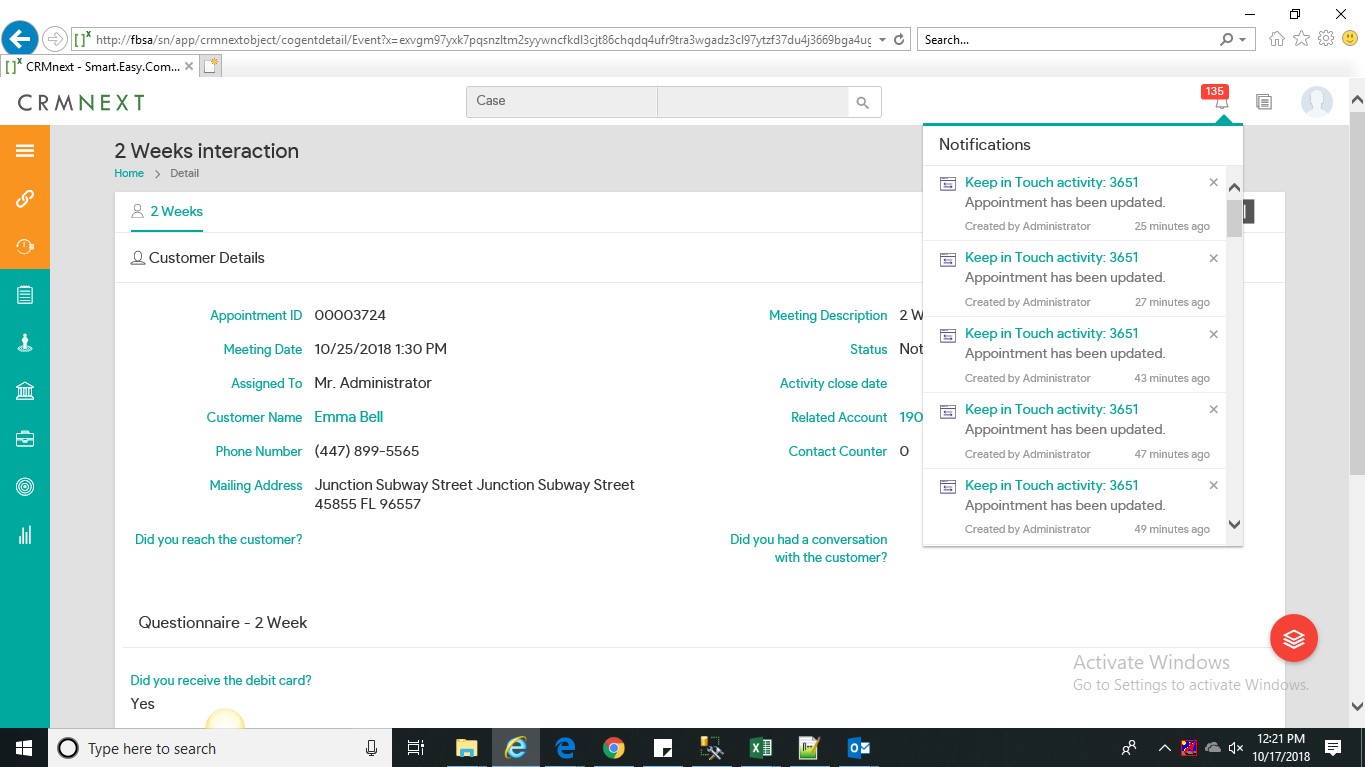 http://fbsa/sn/app/crmnextobject/cogentdetail/Event?x=exvgm97yxk7pqsnzltm2syywncfkdl3cjt86chqdq4ufr9tra3wgadz3cl97ytzf37du4j3669bga4ug
Search...
CRMnext - Smart.Easy.Com...
CRMNEXT
Case
135
2 Weeks interaction
Home > Detail
2 Weeks
Customer Details
Appointment ID 00003724
Meeting Description 2 W
Meeting Date 10/25/2018 1:30 PM
Status Not
Assigned To Mr. Administrator
Activity close date
Customer Name Emma Bell
Related Account 190
Phone Number (447) 899-5565
Contact Counter 0
Mailing Address Junction Subway Street Junction Subway Street
45855 FL 96557
Did you reach the customer?
Did you had a conversation
with the customer?
Questionnaire - 2 Week
Did you receive the debit card?
Yes
Notifications
Keep in Touch activity: 3651
Appointment has been updated.
Created by Administrator 25 minutes ago
Keep in Touch activity: 3651
Appointment has been updated.
Created by Administrator 27 minutes ago
Keep in Touch activity: 3651
Appointment has been updated.
Created by Administrator 43 minutes ago
Keep in Touch activity: 3651
Appointment has been updated.
Created by Administrator 47 minutes ago
Keep in Touch activity: 3651
Appointment has been updated.
Created by Administrator 49 minutes ago
Activate Windows
Go to Settings to activate Windows.
Type here to search
12:21 PM
10/17/2018